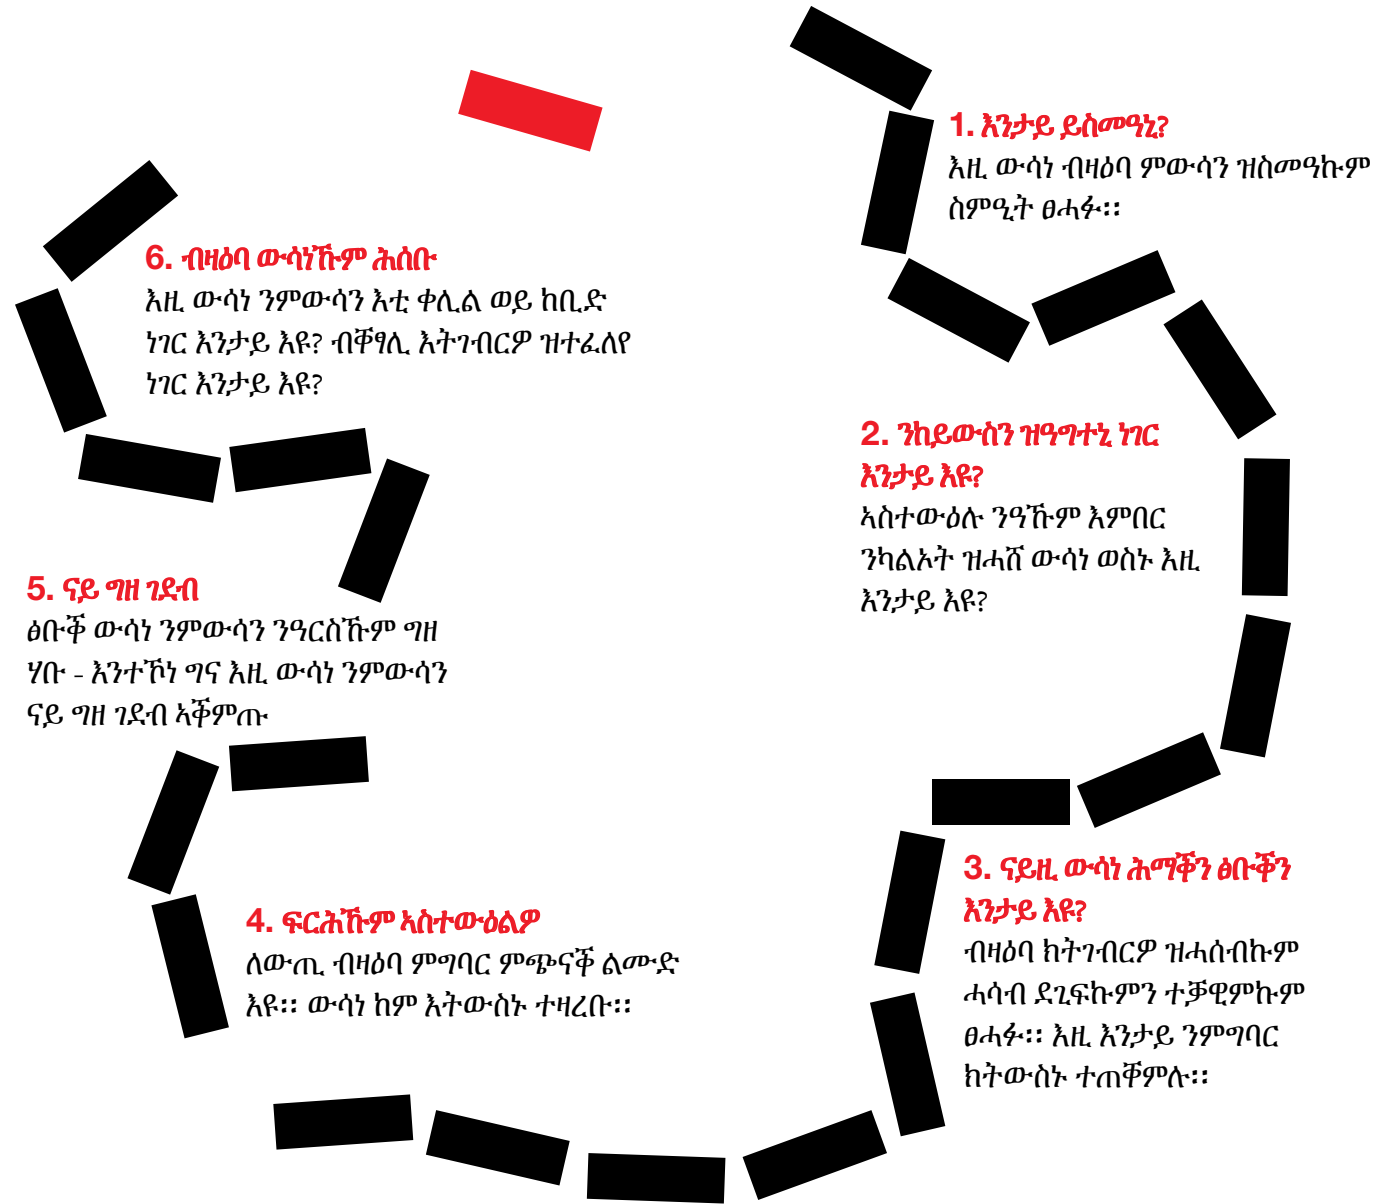 1. እንታይ ይስመዓኒ?
እዚ ውሳነ ብዛዕባ ምውሳን ዝስመዓኩም
ስምዒት ፀሓፉ፡፡
2. ንከይውስን ዝዓግተኒ ነገር
እንታይ እዩ?
ኣስተውዕሉ ንዓኹም እምበር
ንካልኦት ዝሓሸ ውሳነ ወስኑ እዚ
እንታይ እዩ?
3. ናይዚ ውሳነ ሕማቕን ፅቡቕን
እንታይ እዩ?
ብዛዕባ ክትገብርዎ ዝሓሰብኩም
ሓሳብ ደጊፍኩምን ተቓዊምኩም
ፀሓፉ፡፡ እዚ እንታይ ንምግባር
ክትውስኑ ተጠቐምሉ፡፡
4. ፍርሕኹም ኣስተውዕልዎ
ለውጢ ብዛዕባ ምግባር ምጭናቕ ልሙድ
እዩ፡፡ ውሳነ ከም እትውስኑ ተዛረቡ፡፡
5. ናይ ግዘ ገደብ
ፅቡቕ ውሳነ ንምውሳን ንዓርስኹም ግዘ
ሃቡ - እንተኾነ ግና እዚ ውሳነ ንምውሳን
ናይ ግዘ ገደብ ኣቐምጡ
6. ብዛዕባ ውሳነኹም ሕሰቡ
እዚ ውሳነ ንምውሳን እቲ ቀሊል ወይ ከቢድ
ነገር እንታይ እዩ? ብቐፃሊ እትገብርዎ ዝተፈለየ
ነገር እንታይ እዩ?